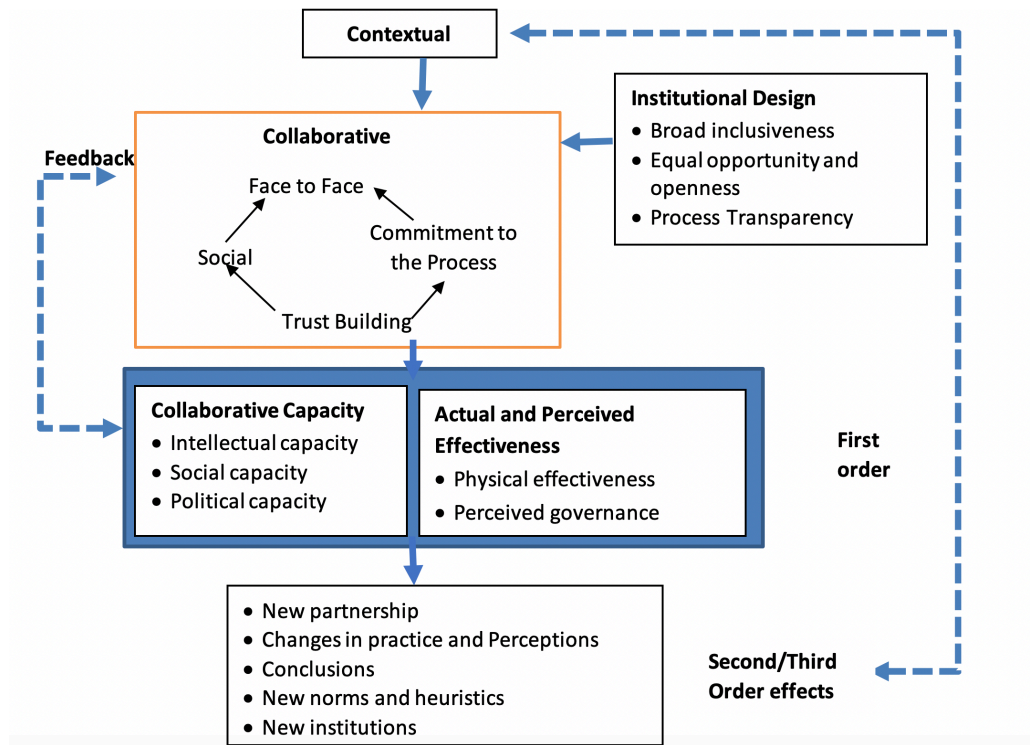 Contextual
Institutional Design
• Broad inclusiveness
• Equal opportunity and
openness
• Process Transparency
Collaborative
Feedback
Face to Face
Commitment to
the Process
Social
Trust Building
Collaborative Capacity
• Intellectual capacity
• Social capacity
• Political capacity
Actual and Perceived
Effectiveness
• Physical effectiveness
• Perceived governance
First
order
• New partnership
• Changes in practice and Perceptions
• Conclusions
• New norms and heuristics
• New institutions
Second/Third
Order effects